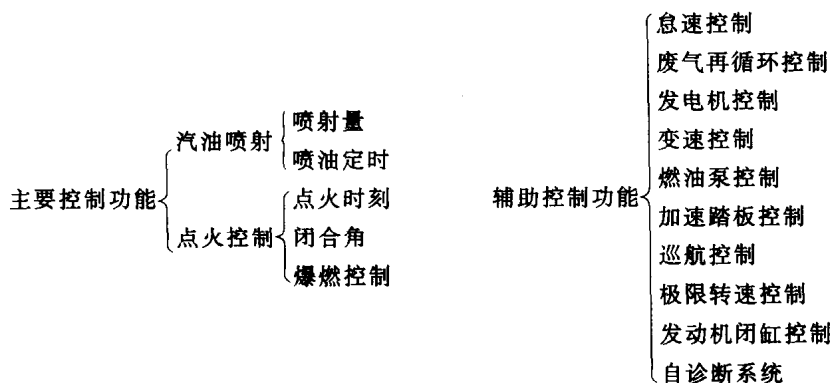 主要控制功能
汽油喷射
喷射量
喷油定时
点火控制
点火时刻
闭合角
爆燃控制
辅助控制功能
怠速控制
废气再循环控制
发电机控制
变速控制
燃油泵控制
加速踏板控制
巡航控制
极限转速控制
发动机闭缸控制
自诊断系统